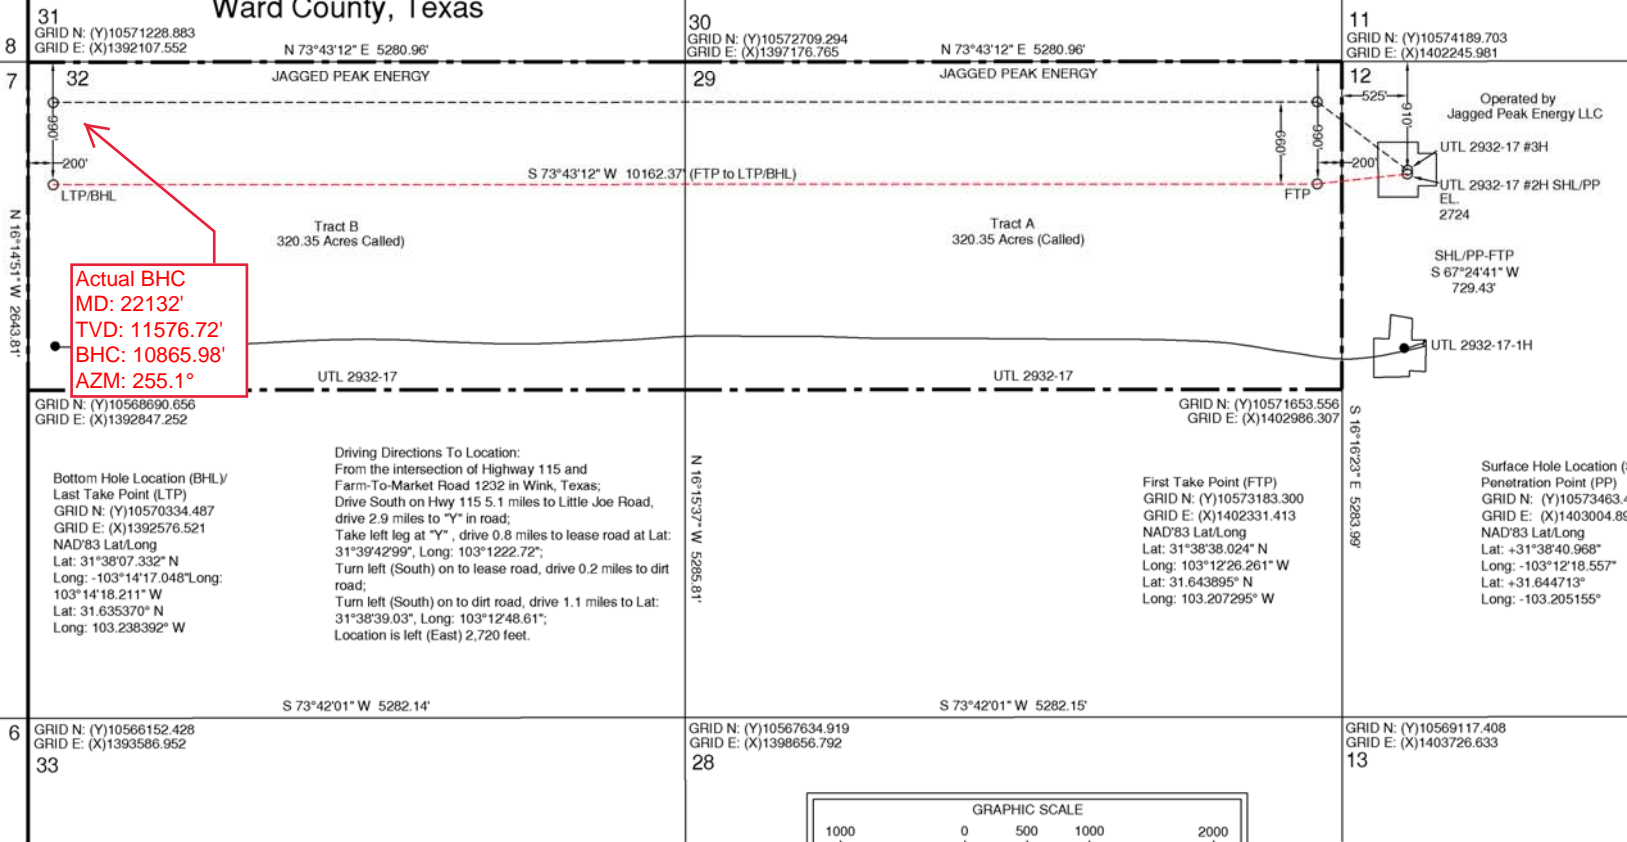 Ward County, Texas
31
GRID N: (Y)10571228.883
GRID E: (X)1392107.552
8
N 73°43'12" E 5280.96'
30
GRID N: (Y)10572709.294
GRID E: (X)1397176.765
N 73°43'12" E 5280.96'
11
GRID N: (Y)10574189.703
GRID E: (X)1402245.981
7
32
JAGGED PEAK ENERGY
29
JAGGED PEAK ENERGY
12
525'
910'
Operated by
Jagged Peak Energy LLC
990'
660'
990'
UTL 2932-17 #3H
200'
200'
S 73°43'12" W 10162.37' (FTP to LTP/BHL)
LTP/BHL
FTP
UTL 2932-17 #2H SHL/PP
EL.
2724
Tract B
320.35 Acres Called)
Tract A
320.35 Acres (Called)
SHL/PP-FTP
S 67°24'41" W
729.43'
N 16°14'51" W 2643.81'
Actual BHC
MD: 22132'
TVD: 11576.72'
BHC: 10865.98'
AZM: 255.1°
UTL 2932-17-1H
UTL 2932-17
UTL 2932-17
GRID N: (Y)10568690.656
GRID E: (X)1392847.252
GRID N: (Y)10571653.556
GRID E: (X)1402986.307
S 16°16'23" E 5283.99'
N 16°15'37" W 5285.81'
Bottom Hole Location (BHL)/
Last Take Point (LTP)
GRID N: (Y)10570334.487
GRID E: (X)1392576.521
NAD'83 Lat/Long
Lat: 31°38'07.332" N
Long: -103°14'17.048"Long:
103°14'18.211" W
Lat: 31.635370° N
Long: 103.238392° W
Driving Directions To Location:
From the intersection of Highway 115 and
Farm-To-Market Road 1232 in Wink, Texas;
Drive South on Hwy 115 5.1 miles to Little Joe Road,
drive 2.9 miles to "Y" in road;
Take left leg at "Y" , drive 0.8 miles to lease road at Lat:
31°39'42'99", Long: 103°1222.72";
Turn left (South) on to lease road, drive 0.2 miles to dirt
road;
Turn left (South) on to dirt road, drive 1.1 miles to Lat:
31°38'39.03", Long: 103°12'48.61";
Location is left (East) 2,720 feet.
First Take Point (FTP)
GRID N: (Y)10573183.300
GRID E: (X)1402331.413
NAD'83 Lat/Long
Lat: 31°38'38.024" N
Long: 103°12'26.261" W
Lat: 31.643895° N
Long: 103.207295° W
Surface Hole Location (
Penetration Point (PP)
GRID N: (Y)10573463.4
GRID E: (X)1403004.89
NAD'83 Lat/Long
Lat: +31°38'40.968"
Long: -103°12'18.557"
Lat: +31.644713°
Long: -103.205155°
S 73°42'01" W 5282.14'
S 73°42'01" W 5282.15'
6
GRID N: (Y)10566152.428
GRID E: (X)1393586.952
33
GRID N: (Y)10567634.919
GRID E: (X)1398656.792
28
GRID N: (Y)10569117.408
GRID E: (X)1403726.633
13
GRAPHIC SCALE
1000 0 500 1000 2000